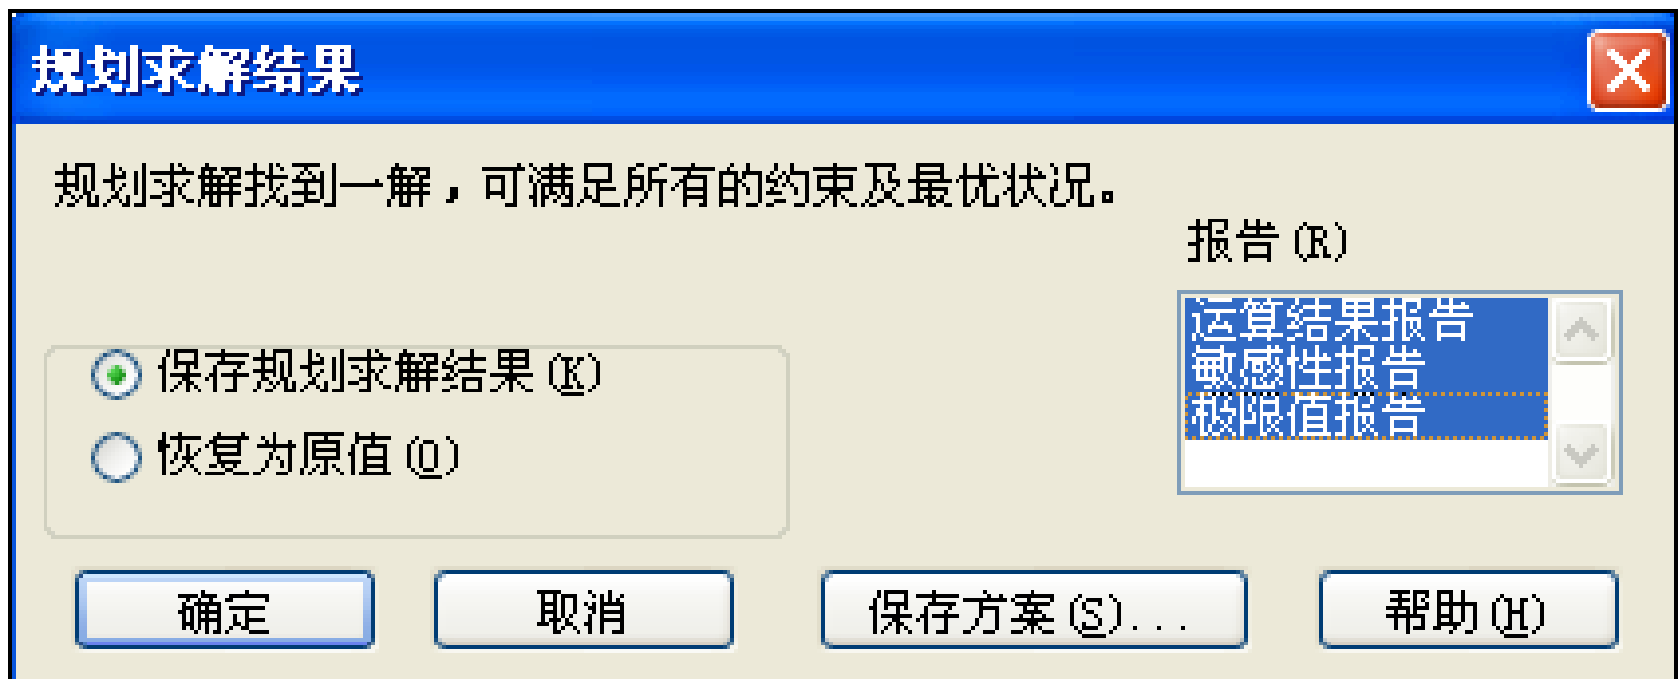 规划求解结果
规划求解找到一解，可满足所有的约束及最优状况。
报告(R)
运算结果报告
敏感性报告
极限值报告
保存规划求解结果(K)
恢复为原值(O)
确定 取消 保存方案(S)... 帮助(H)